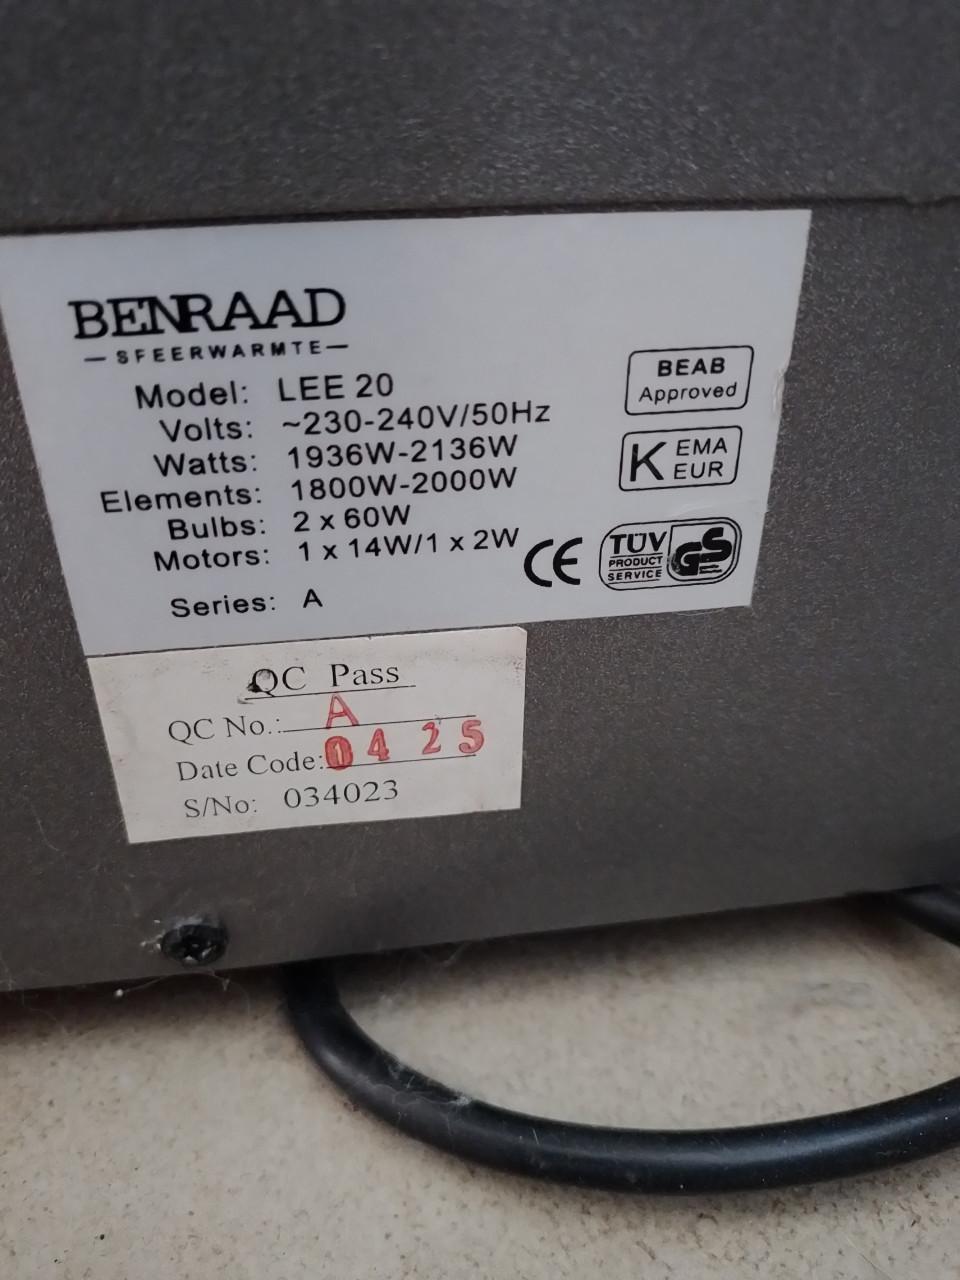 BENRAAD
— SFEERWARMTE —
Model: LEE 20
Volts: ~230-240V/50Hz
Watts: 1936W-2136W
Elements: 1800W-2000W
Bulbs: 2 x 60W
Motors: 1 x 14W/1 x 2W
Series: A
BEAB
Approved
K EMA
EUR
CE
TÜV
PRODUCT
SERVICE
GS
QC Pass
QC No.: A
Date Code: 0425
S/No: 034023